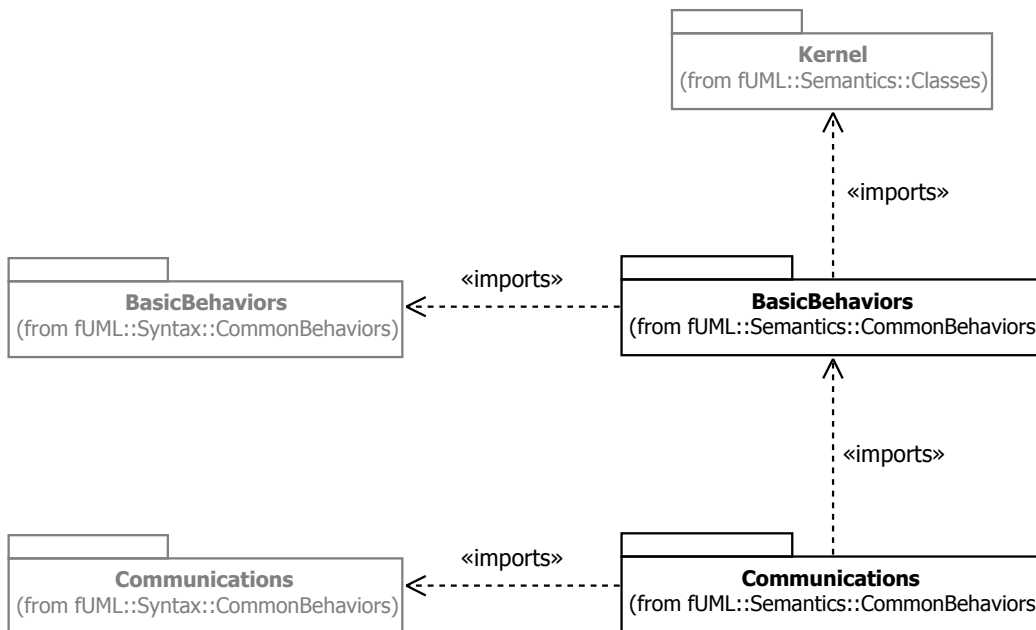 Kernel
(from fUML::Semantics::Classes)
«imports»
«imports»
BasicBehaviors
(from fUML::Syntax::CommonBehaviors)
BasicBehaviors
(from fUML::Semantics::CommonBehaviors
«imports»
«imports»
Communications
(from fUML::Syntax::CommonBehaviors)
Communications
(from fUML::Semantics::CommonBehaviors